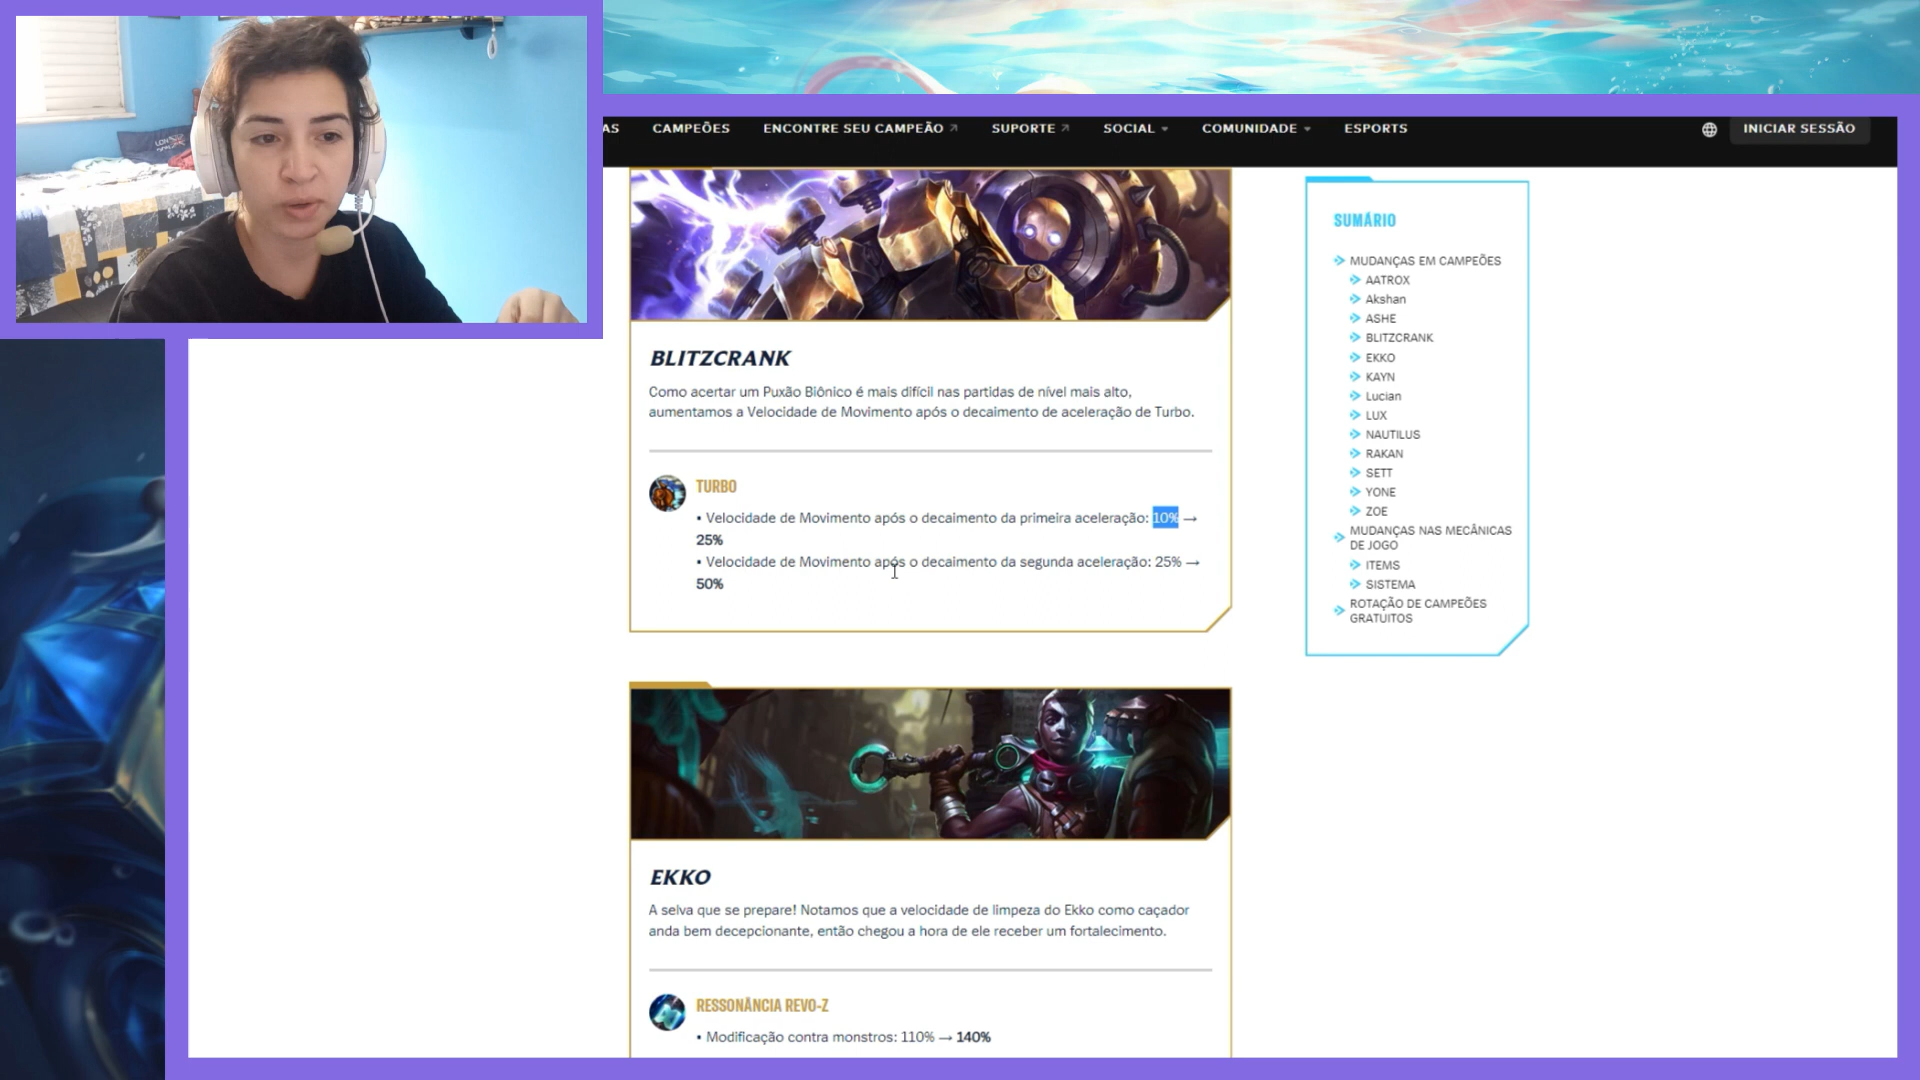 AS CAMPEÕES ENCONTRE SEU CAMPEÃO SUPORTE SOCIAL COMUNIDADE ESPORTS INICIAR SESSÃO
BLITZCRANK
Como acertar um Puxão Biônico é mais difícil nas partidas de nível mais alto,
aumentamos a Velocidade de Movimento após o decaimento de aceleração de Turbo.
TURBO
• Velocidade de Movimento após o decaimento da primeira aceleração: 10% →
25%
• Velocidade de Movimento após o decaimento da segunda aceleração: 25% →
50%
EKKO
A selva que se prepare! Notamos que a velocidade de limpeza do Ekko como caçador
anda bem decepcionante, então chegou a hora de ele receber um fortalecimento.
RESSONÂNCIA REVO-Z
• Modificação contra monstros: 110% → 140%
SUMÁRIO
MUDANÇAS EM CAMPEÕES
AATROX
Akshan
ASHE
BLITZCRANK
EKKO
KAYN
Lucian
LUX
NAUTILUS
RAKAN
SETT
YONE
ZOE
MUDANÇAS NAS MECÂNICAS
DE JOGO
ITEMS
SISTEMA
ROTAÇÃO DE CAMPEÕES
GRATUITOS